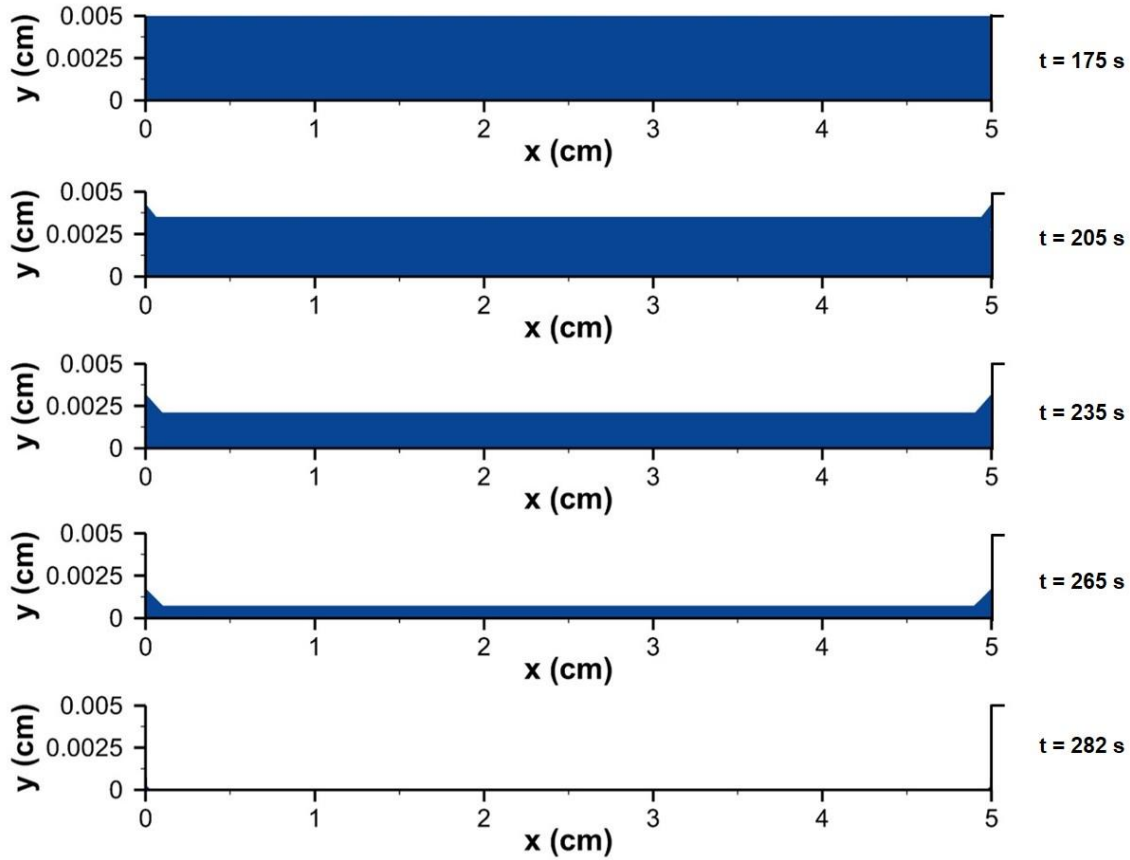 0.005
0.0025
0
y (cm)
0 1 2 3 4 5
x (cm)
t = 175 s
0.005
0.0025
0
y (cm)
0 1 2 3 4 5
x (cm)
t = 205 s
0.005
0.0025
0
y (cm)
0 1 2 3 4 5
x (cm)
t = 235 s
0.005
0.0025
0
y (cm)
0 1 2 3 4 5
x (cm)
t = 265 s
0.005
0.0025
0
y (cm)
0 1 2 3 4 5
x (cm)
t = 282 s